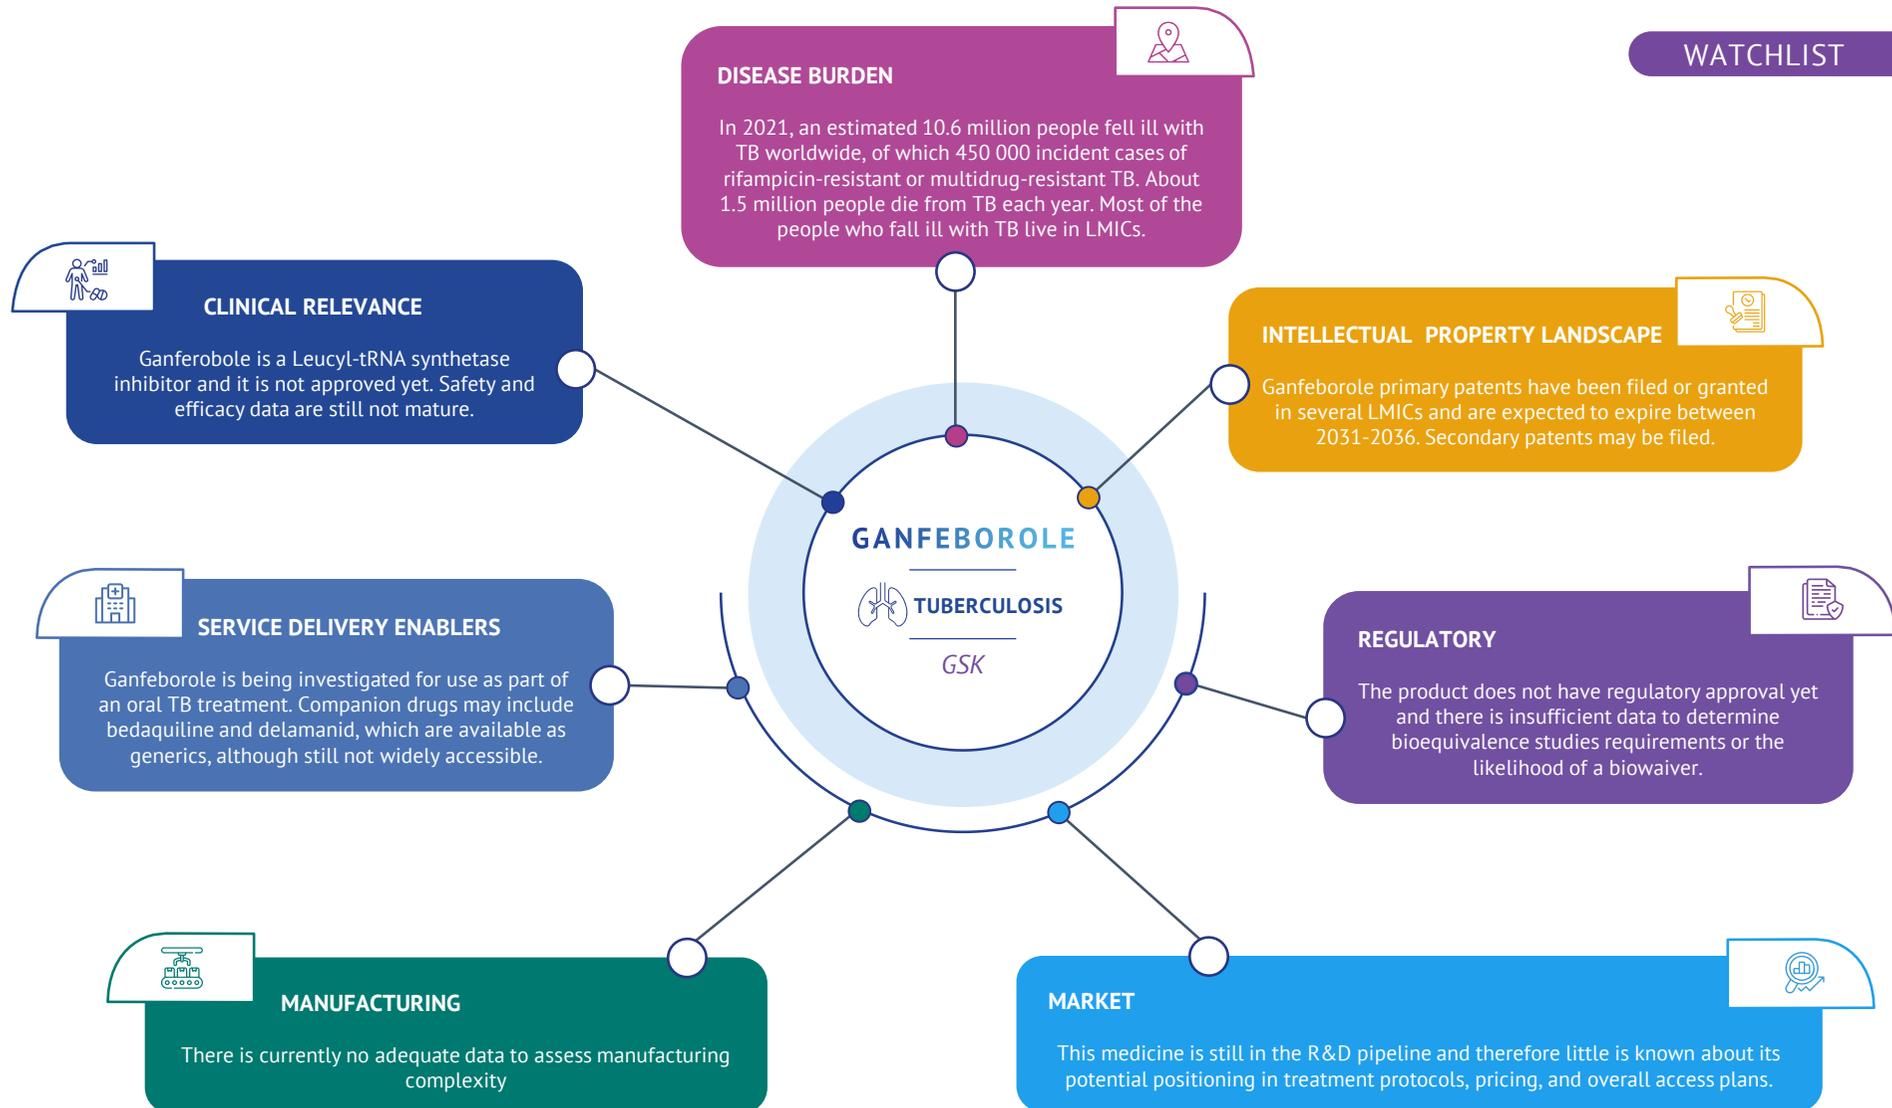 WATCHLIST
DISEASE BURDEN
In 2021, an estimated 10.6 million people fell ill with
TB worldwide, of which 450 000 incident cases of
rifampicin-resistant or multidrug-resistant TB. About
1.5 million people die from TB each year. Most of the
people who fall ill with TB live in LMICs.
CLINICAL RELEVANCE
Ganferobole is a Leucyl-tRNA synthetase
inhibitor and it is not approved yet. Safety and
efficacy data are still not mature.
INTELLECTUAL PROPERTY LANDSCAPE
Ganfeborole primary patents have been filed or granted
in several LMICs and are expected to expire between
2031-2036. Secondary patents may be filed.
GANFEBOROLE
TUBERCULOSIS
GSK
SERVICE DELIVERY ENABLERS
Ganfeborole is being investigated for use as part of
an oral TB treatment. Companion drugs may include
bedaquiline and delamanid, which are available as
generics, although still not widely accessible.
REGULATORY
The product does not have regulatory approval yet
and there is insufficient data to determine
bioequivalence studies requirements or the
likelihood of a biowaiver.
MANUFACTURING
There is currently no adequate data to assess manufacturing
complexity
MARKET
This medicine is still in the R&D pipeline and therefore little is known about its
potential positioning in treatment protocols, pricing, and overall access plans.